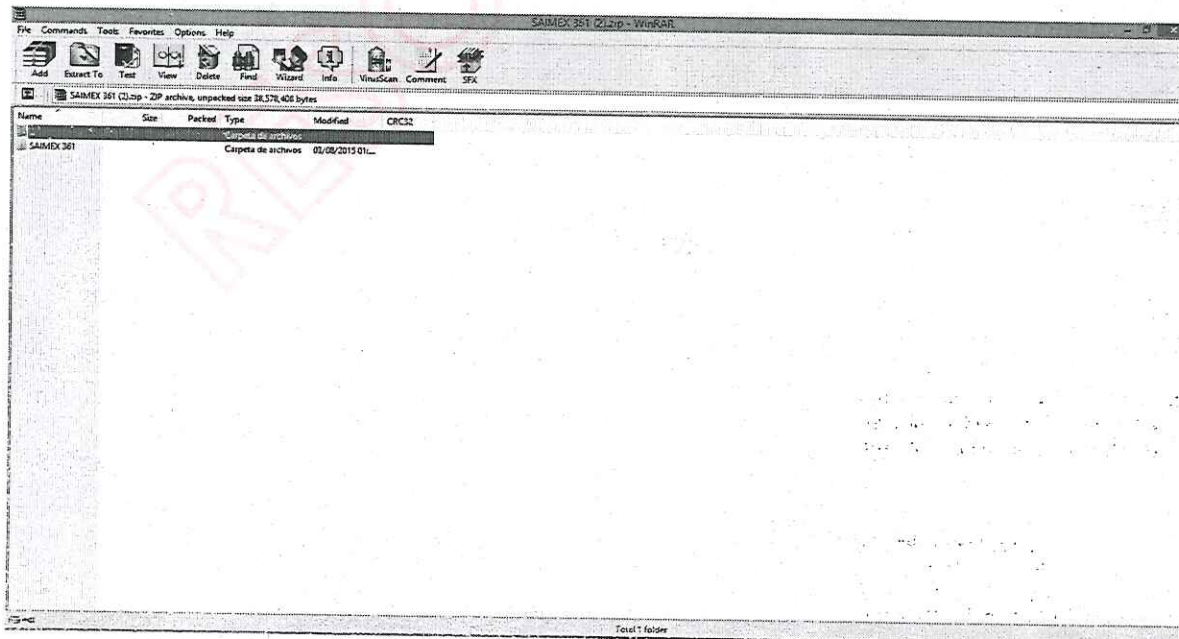 SAIMEX 361 (2).zip - WinRAR
File Commands Tools Favorites Options Help
Add Extract To Test View Delete Find Wizard Info VirusScan Comment SFX
SAIMEX 361 (2).zip - ZIP archive, unpacked size 38,578,408 bytes
Name Size Packed Type Modified CRC32
Carpeta de archivos
SAIMEX 361 Carpeta de archivos 03/08/2015 01:...
Total 1 folder